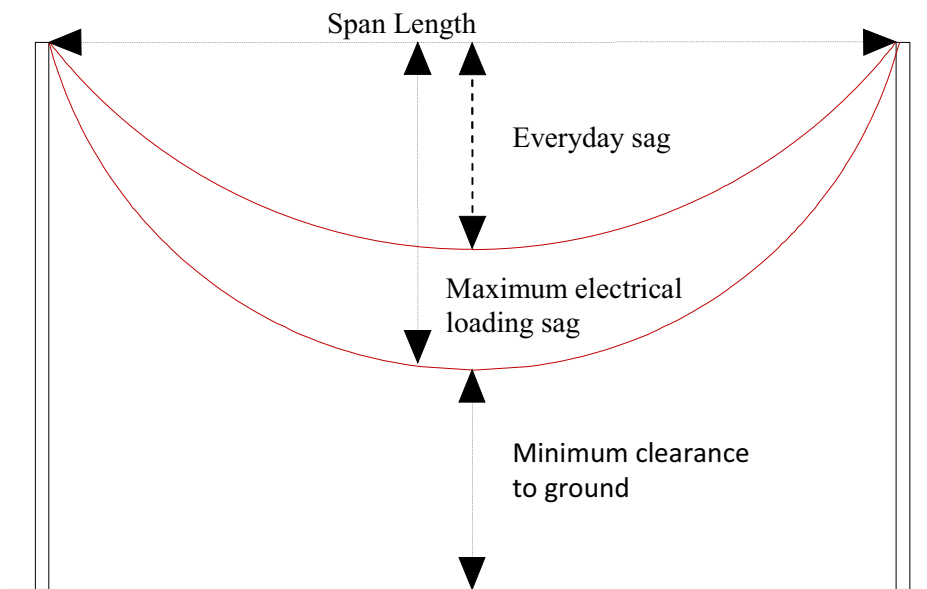 Span Length
Everyday sag
Maximum electrical
loading sag
Minimum clearance
to ground